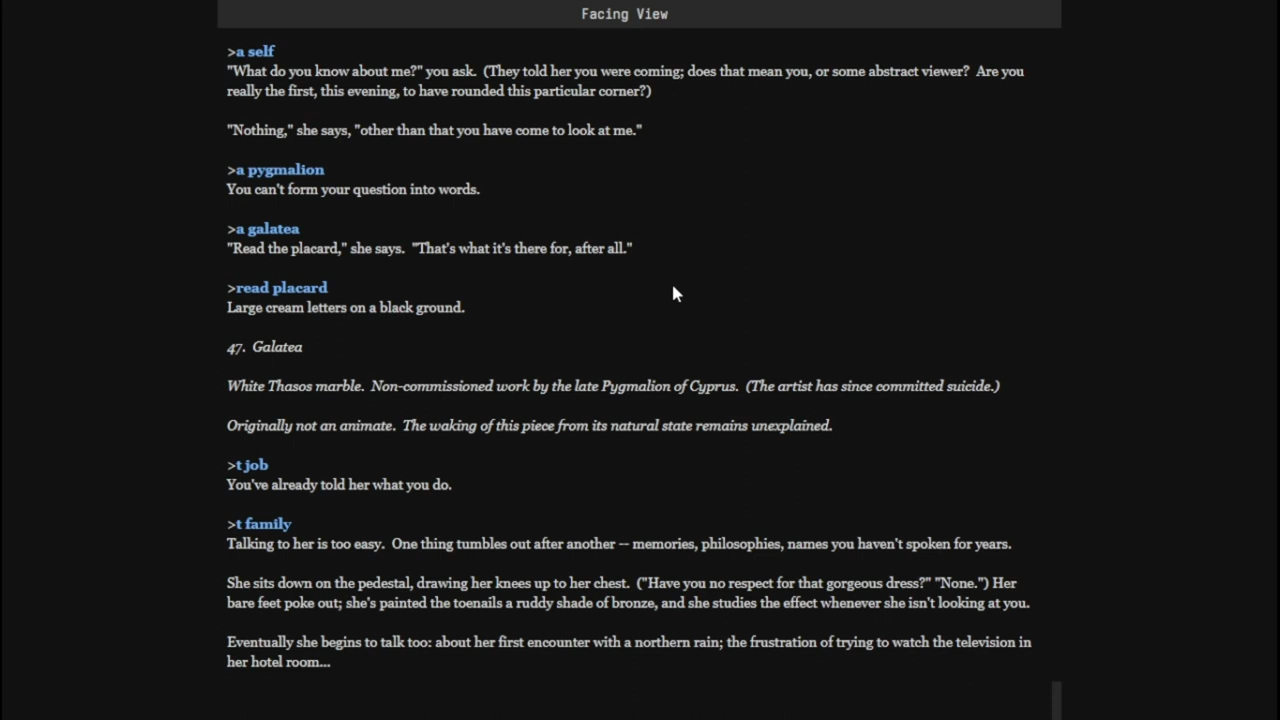 Facing View
>a self
"What do you know about me?" you ask.  (They told her you were coming; does that mean you, or some abstract viewer?  Are you
really the first, this evening, to have rounded this particular corner?)
"Nothing," she says, "other than that you have come to look at me."
>a pygmalion
You can't form your question into words.
>a galatea
"Read the placard," she says.  "That's what it's there for, after all."
>read placard
Large cream letters on a black ground.
47.  Galatea
White Thasos marble.  Non-commissioned work by the late Pygmalion of Cyprus.  (The artist has since committed suicide.)
Originally not an animate.  The waking of this piece from its natural state remains unexplained.
>t job
You've already told her what you do.
>t family
Talking to her is too easy.  One thing tumbles out after another -- memories, philosophies, names you haven't spoken for years.
She sits down on the pedestal, drawing her knees up to her chest.  ("Have you no respect for that gorgeous dress?" "None.") Her
bare feet poke out; she's painted the toenails a ruddy shade of bronze, and she studies the effect whenever she isn't looking at you.
Eventually she begins to talk too: about her first encounter with a northern rain; the frustration of trying to watch the television in
her hotel room...